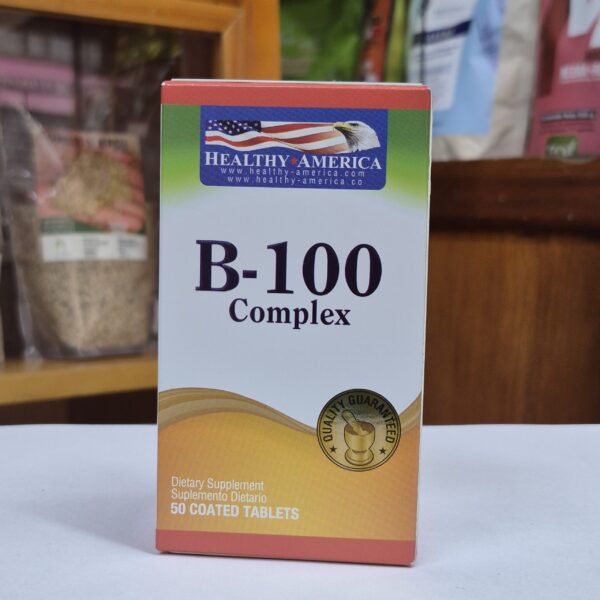 HEALTHY★AMERICA
www.healthy-america.com
www.healthy-america.co
B-100
Complex
QUALITY GUARANTEED
Dietary Supplement
Suplemento Dietario
50 COATED TABLETS